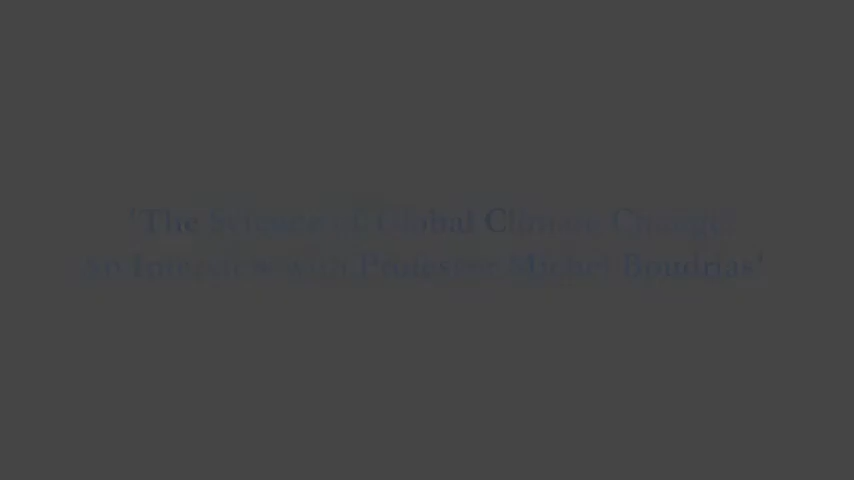 'The Science of Global Climate Change:
An Interview with Professor Michel Boudrias'